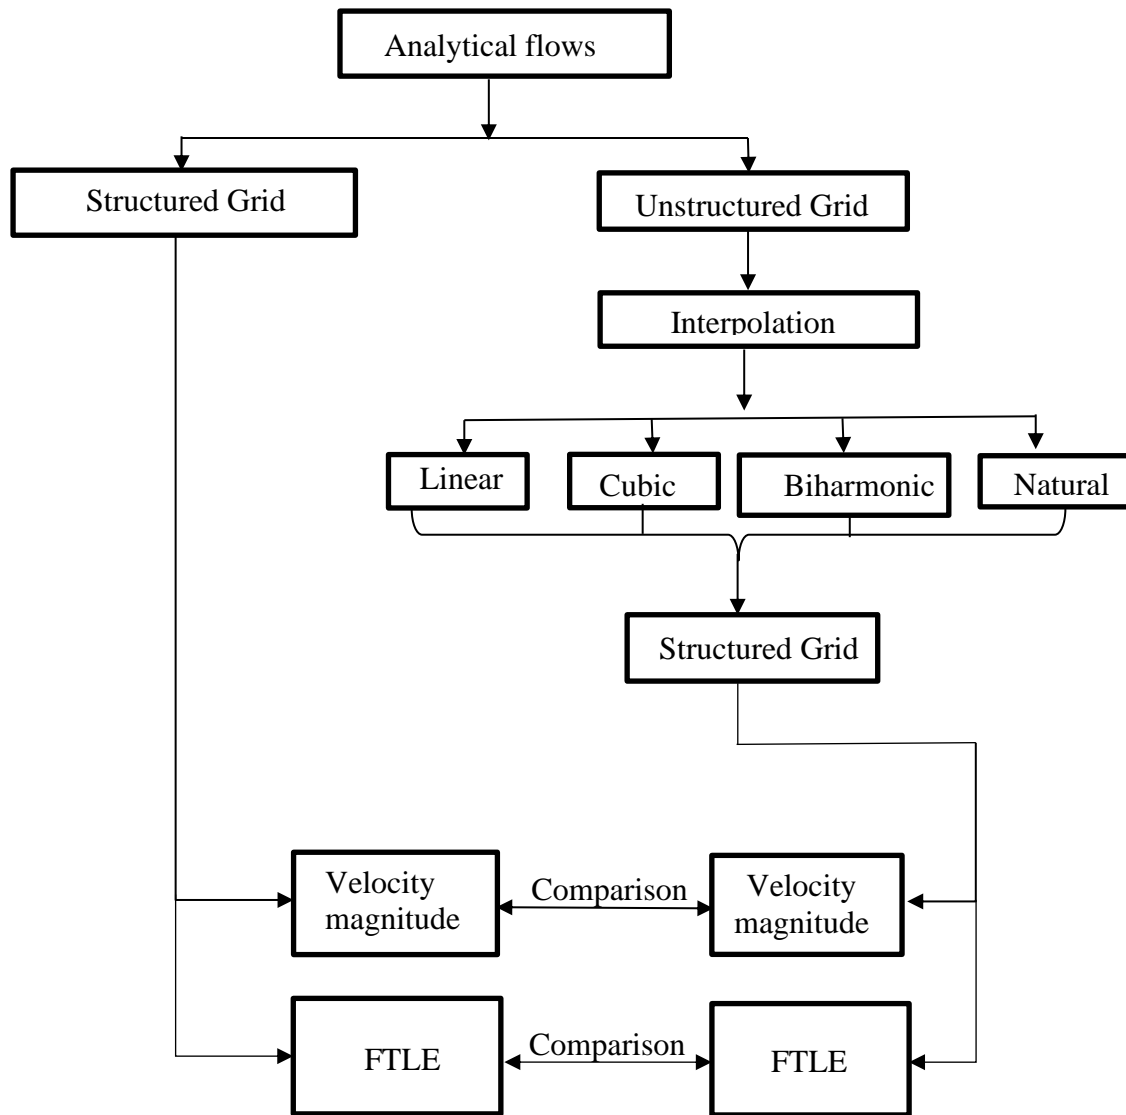 Analytical flows
Structured Grid
Unstructured Grid
Interpolation
Linear
Cubic
Biharmonic
Natural
Structured Grid
Velocity
magnitude
Comparison
Velocity
magnitude
FTLE
Comparison
FTLE